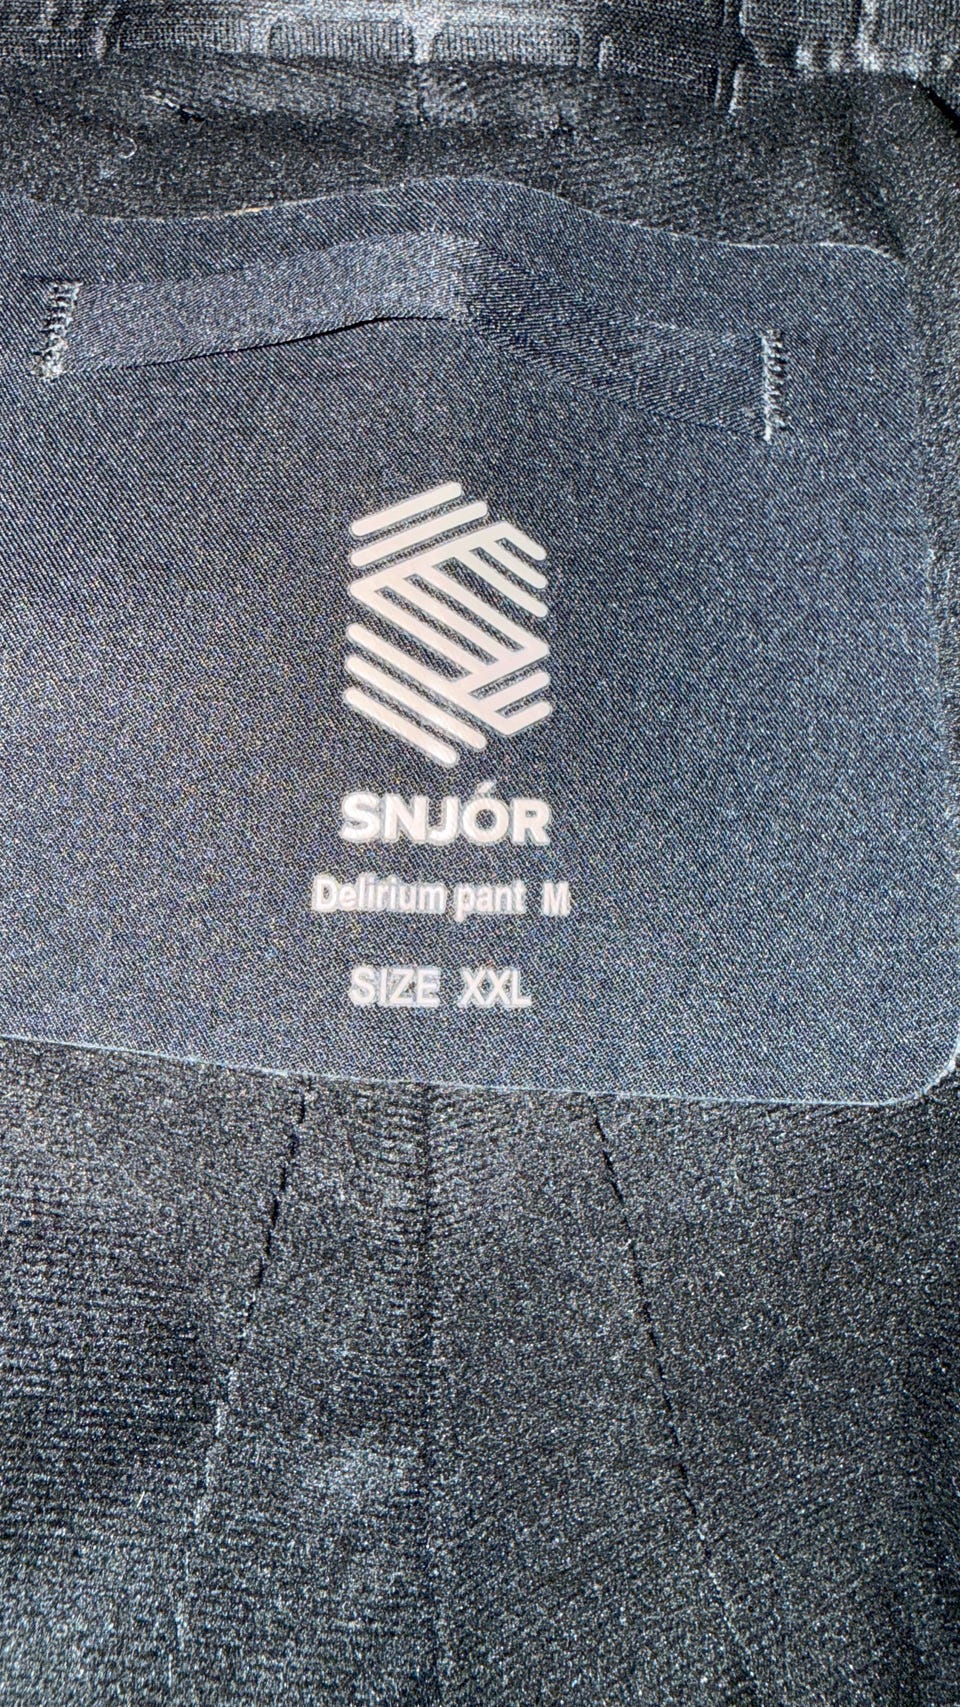 SNJÓR
Delirium pant M
SIZE XXL